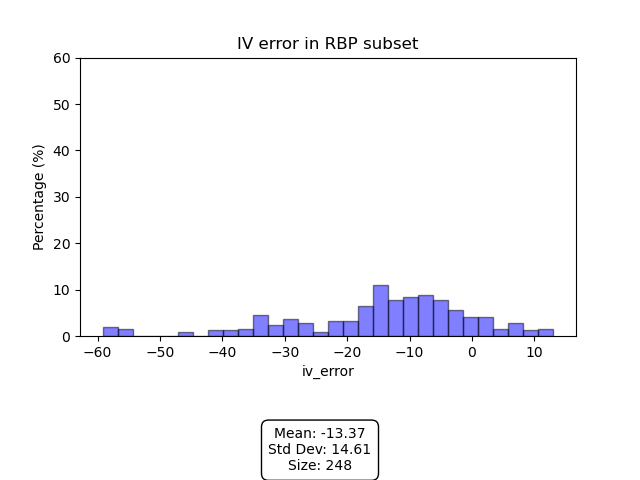 IV error in RBP subset
60
50
40
30
20
10
0
Percentage (%)
−60 −50 −40 −30 −20 −10 0 10
iv_error
Mean: -13.37
Std Dev: 14.61
Size: 248